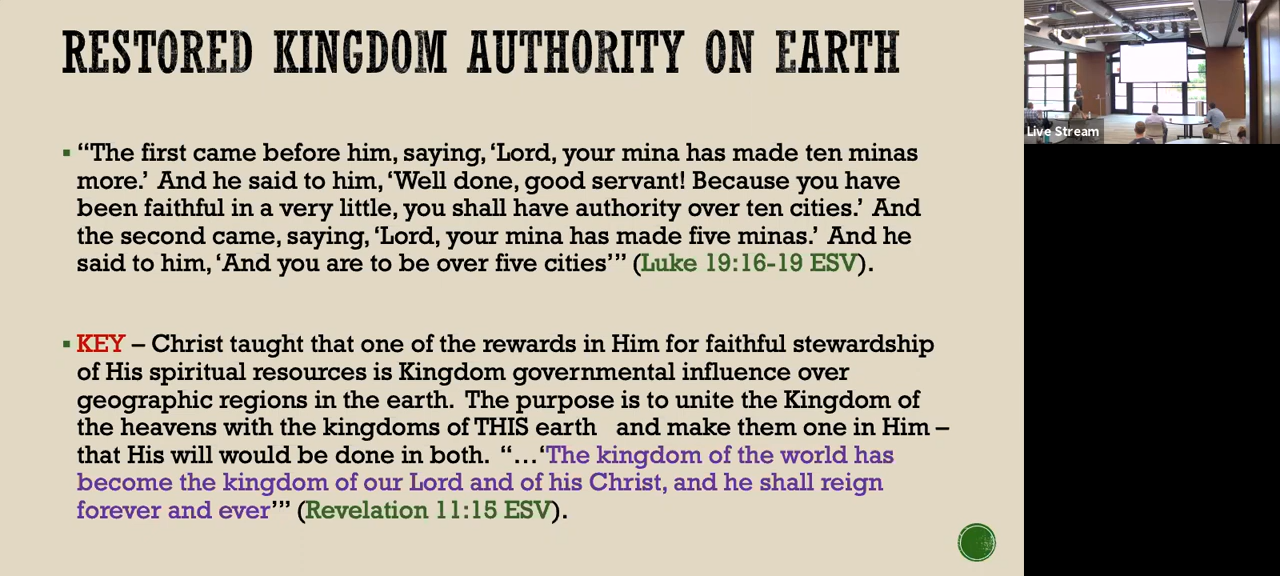 RESTORED KINGDOM AUTHORITY ON EARTH
▪ “The first came before him, saying, ‘Lord, your mina has made ten minas
more.’ And he said to him, ‘Well done, good servant! Because you have
been faithful in a very little, you shall have authority over ten cities.’ And
the second came, saying, ‘Lord, your mina has made five minas.’ And he
said to him, ‘And you are to be over five cities’” (Luke 19:16-19 ESV).
▪ KEY – Christ taught that one of the rewards in Him for faithful stewardship
of His spiritual resources is Kingdom governmental influence over
geographic regions in the earth. The purpose is to unite the Kingdom of
the heavens with the kingdoms of THIS earth and make them one in Him –
that His will would be done in both. “…‘The kingdom of the world has
become the kingdom of our Lord and of his Christ, and he shall reign
forever and ever’” (Revelation 11:15 ESV).
Live Stream